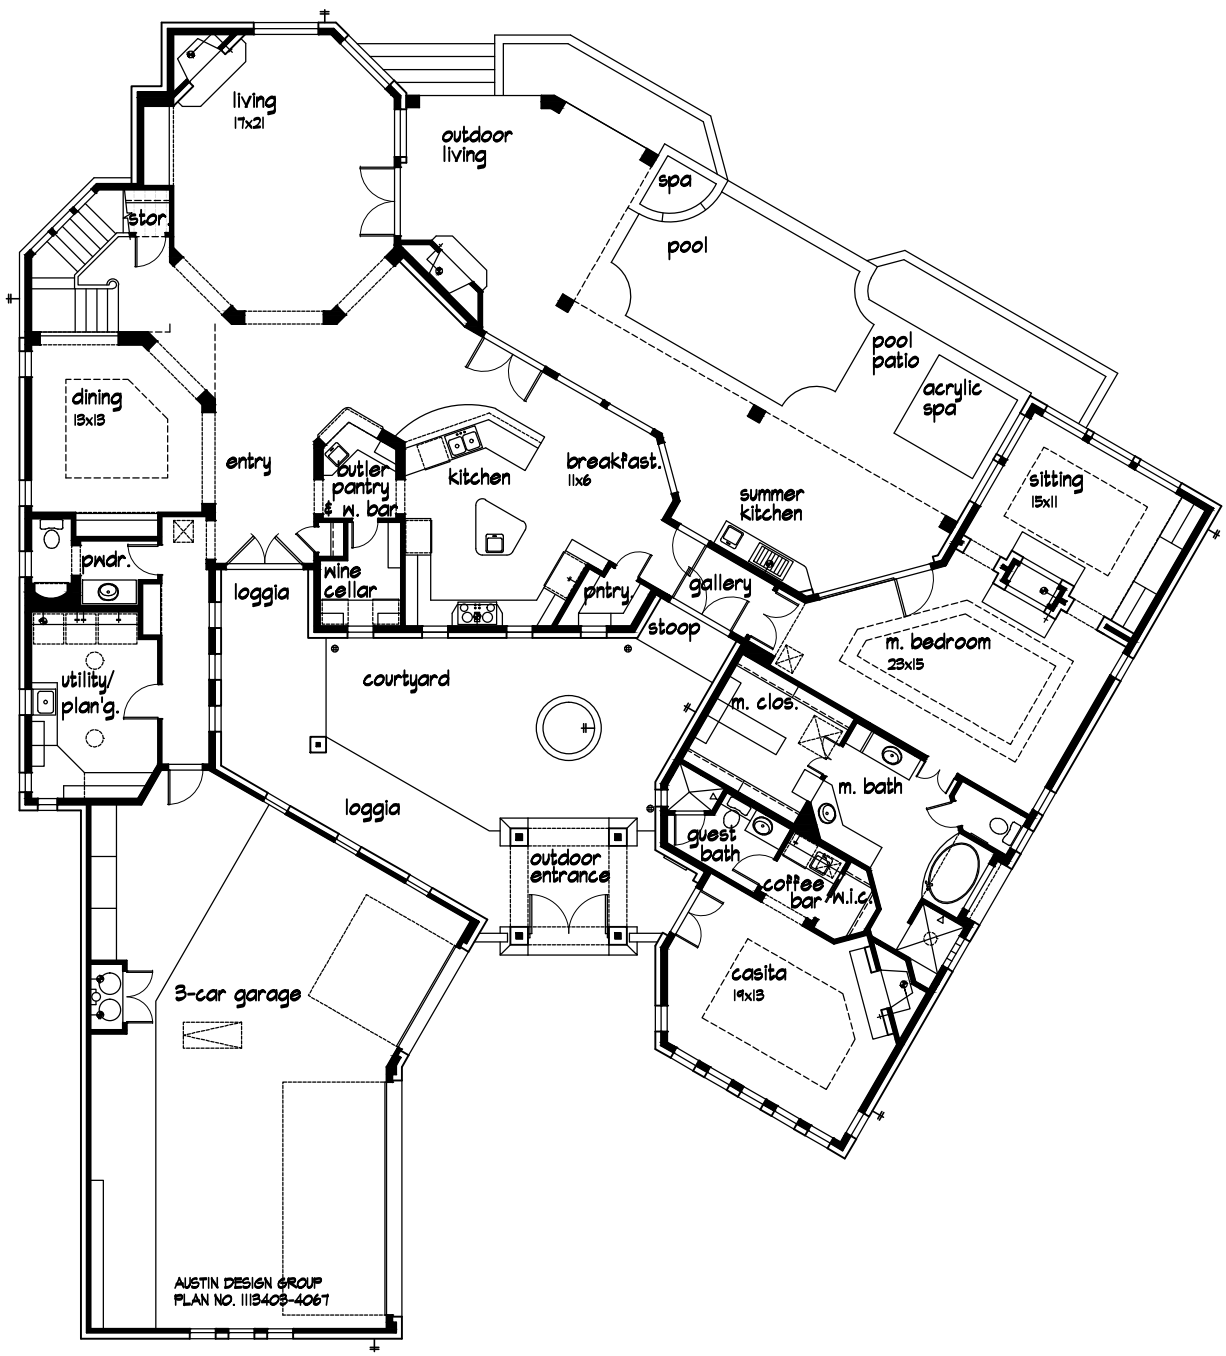 living
17x21
outdoor
living
spa
stor.
pool
pool
patio
acrylic
spa
dining
13x13
entry
butler
pantry
& w. bar
kitchen
breakfast.
11x6
sitting
15x11
summer
kitchen
pwdr.
loggia
wine
cellar
pntry.
gallery
stoop
m. bedroom
23x15
utility/
plan'g.
courtyard
m. clos.
m. bath
loggia
guest
bath
outdoor
entrance
coffee
bar
w.i.c.
casita
19x13
3-car garage
AUSTIN DESIGN GROUP
PLAN NO. 1113403-4067